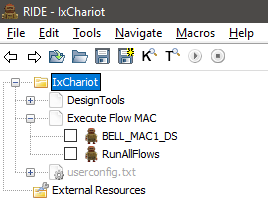 RIDE - IxChariot
File Edit Tools Navigate Macros Help
K T
IxChariot
DesignTools
Execute Flow MAC
BELL_MAC1_DS
RunAllFlows
userconfig.txt
External Resources